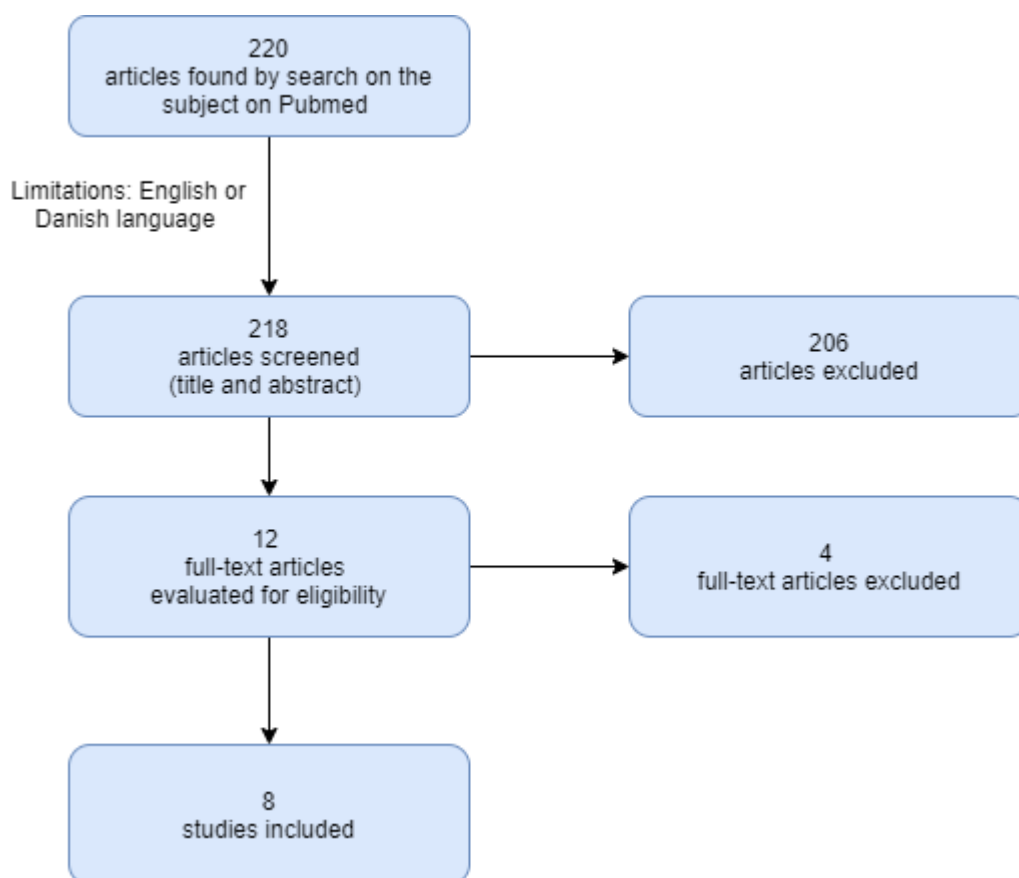 220
articles found by search on the
subject on Pubmed
Limitations: English or
Danish language
218
articles screened
(title and abstract)
206
articles excluded
12
full-text articles
evaluated for eligibility
4
full-text articles excluded
8
studies included